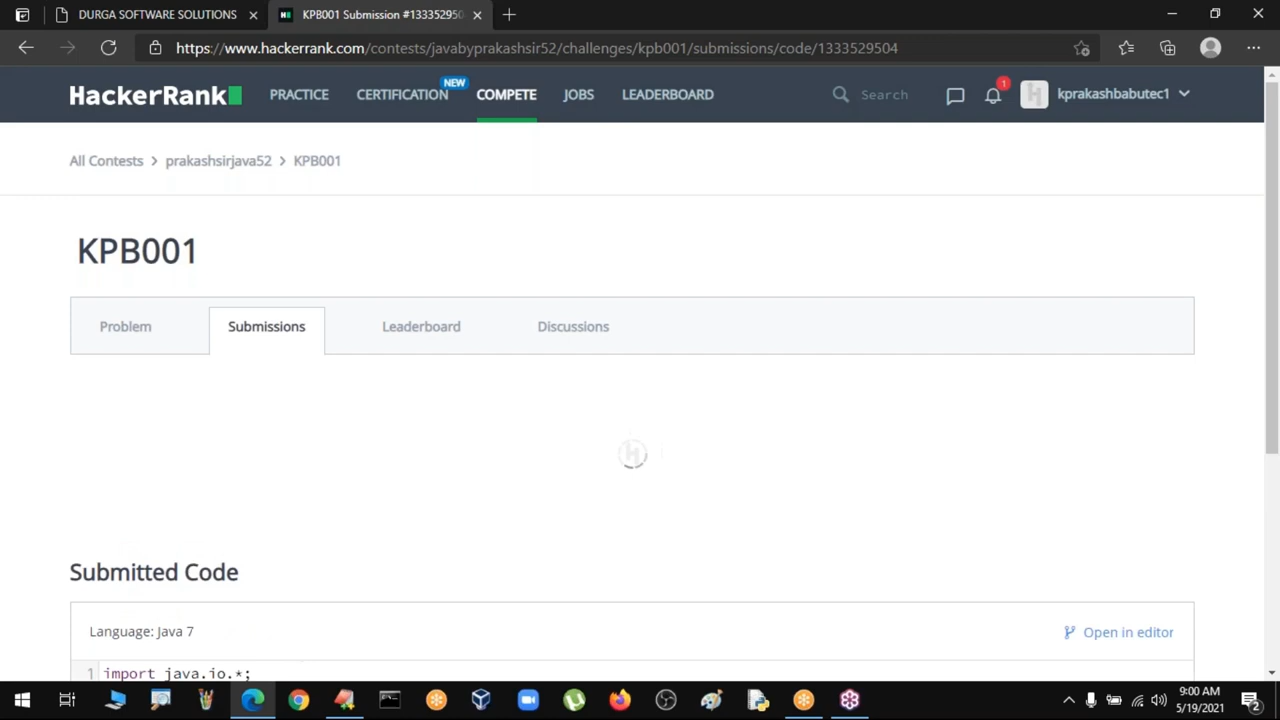 DURGA SOFTWARE SOLUTIONS
KPB001 Submission #1333529504
https://www.hackerrank.com/contests/javabyprakashsir52/challenges/kpb001/submissions/code/1333529504
HackerRank PRACTICE CERTIFICATION NEW COMPETE JOBS LEADERBOARD Search 1 kprakashbabutec1
All Contests > prakashsirjava52 > KPB001
KPB001
Problem Submissions Leaderboard Discussions
Submitted Code
Language: Java 7 Open in editor
1 import java.io.*;
9:00 AM
5/19/2021
2